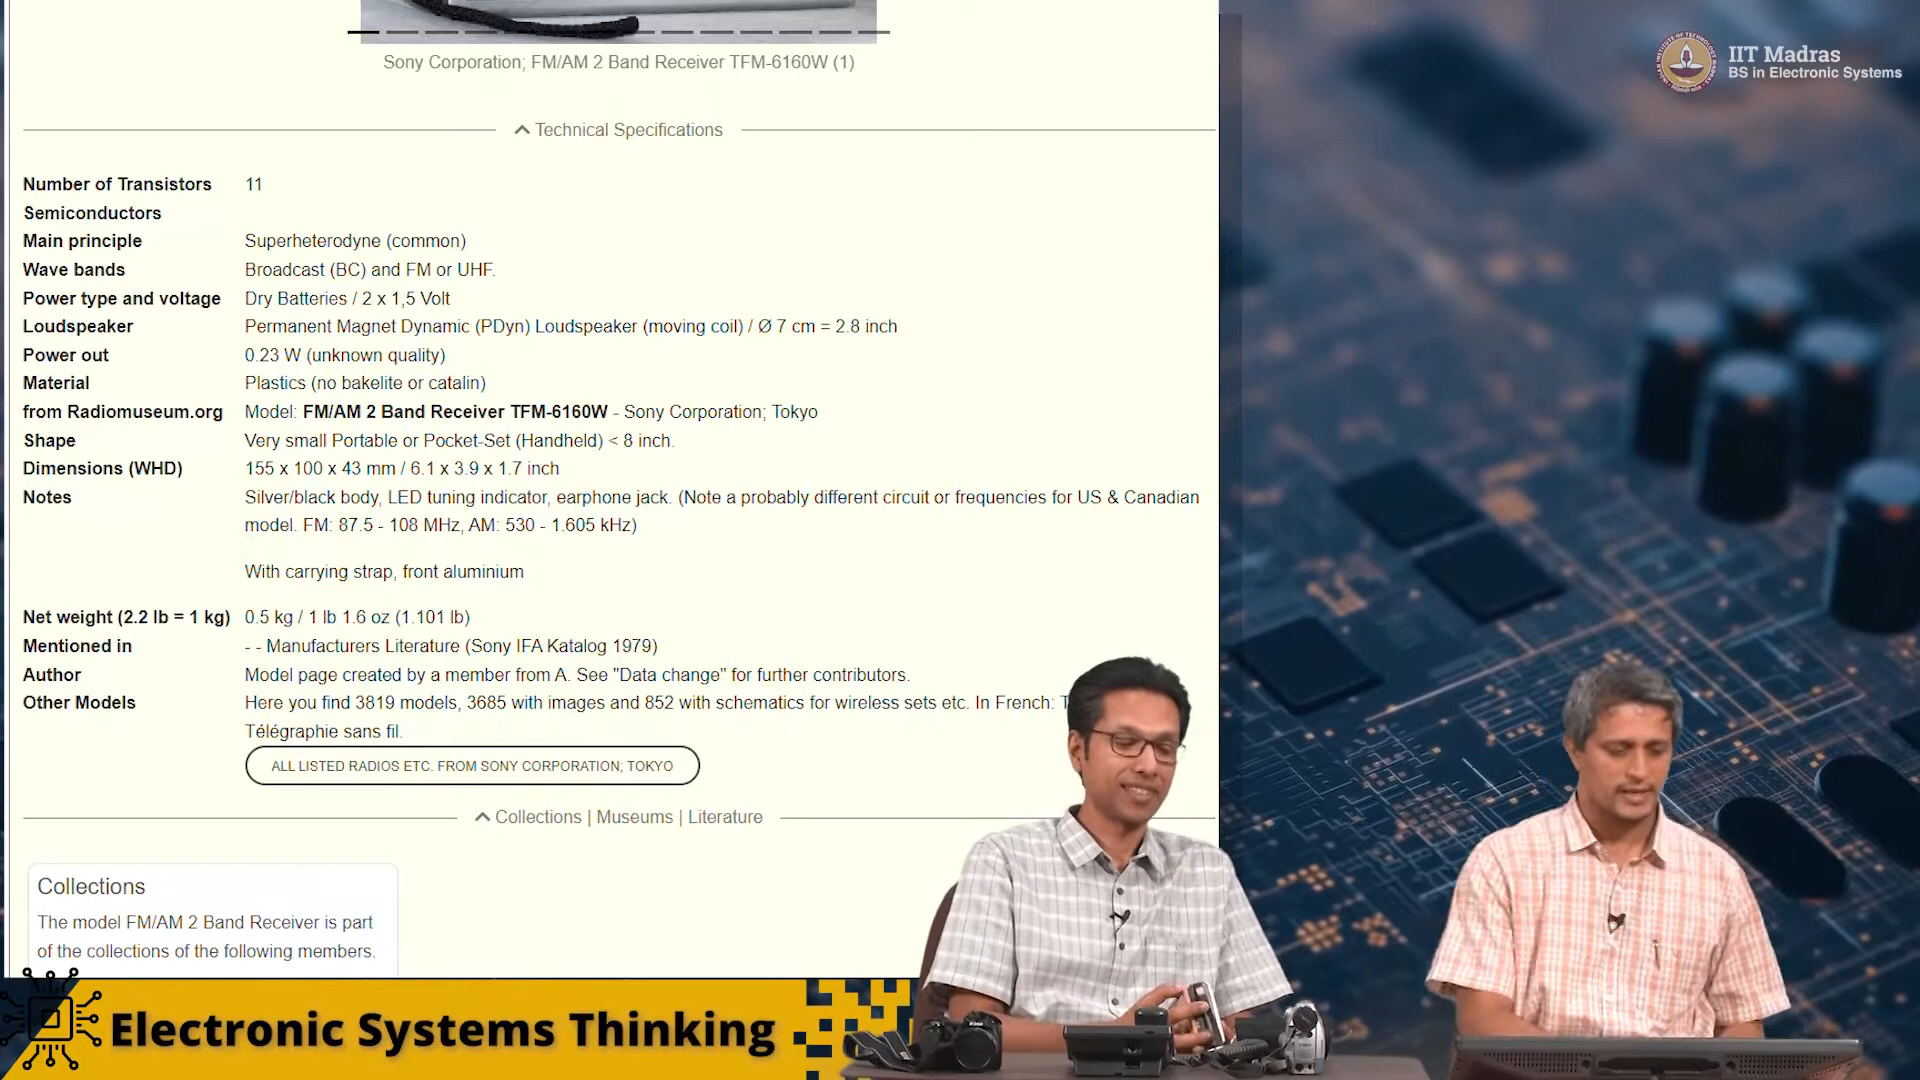 Sony Corporation; FM/AM 2 Band Receiver TFM-6160W (1)
IIT Madras
BS in Electronic Systems
Technical Specifications
Number of Transistors 11
Semiconductors
Main principle Superheterodyne (common)
Wave bands Broadcast (BC) and FM or UHF.
Power type and voltage Dry Batteries / 2 x 1,5 Volt
Loudspeaker Permanent Magnet Dynamic (PDyn) Loudspeaker (moving coil) / Ø 7 cm = 2.8 inch
Power out 0.23 W (unknown quality)
Material Plastics (no bakelite or catalin)
from Radiomuseum.org Model: FM/AM 2 Band Receiver TFM-6160W - Sony Corporation; Tokyo
Shape Very small Portable or Pocket-Set (Handheld) < 8 inch.
Dimensions (WHD) 155 x 100 x 43 mm / 6.1 x 3.9 x 1.7 inch
Notes Silver/black body, LED tuning indicator, earphone jack. (Note a probably different circuit or frequencies for US & Canadian
model. FM: 87.5 - 108 MHz, AM: 530 - 1.605 kHz)
With carrying strap, front aluminium
Net weight (2.2 lb = 1 kg) 0.5 kg / 1 lb 1.6 oz (1.101 lb)
Mentioned in - - Manufacturers Literature (Sony IFA Katalog 1979)
Author Model page created by a member from A. See "Data change" for further contributors.
Other Models Here you find 3819 models, 3685 with images and 852 with schematics for wireless sets etc. In French:
Télégraphie sans fil.
ALL LISTED RADIOS ETC. FROM SONY CORPORATION; TOKYO
Collections | Museums | Literature
Collections
The model FM/AM 2 Band Receiver is part
of the collections of the following members.
Electronic Systems Thinking